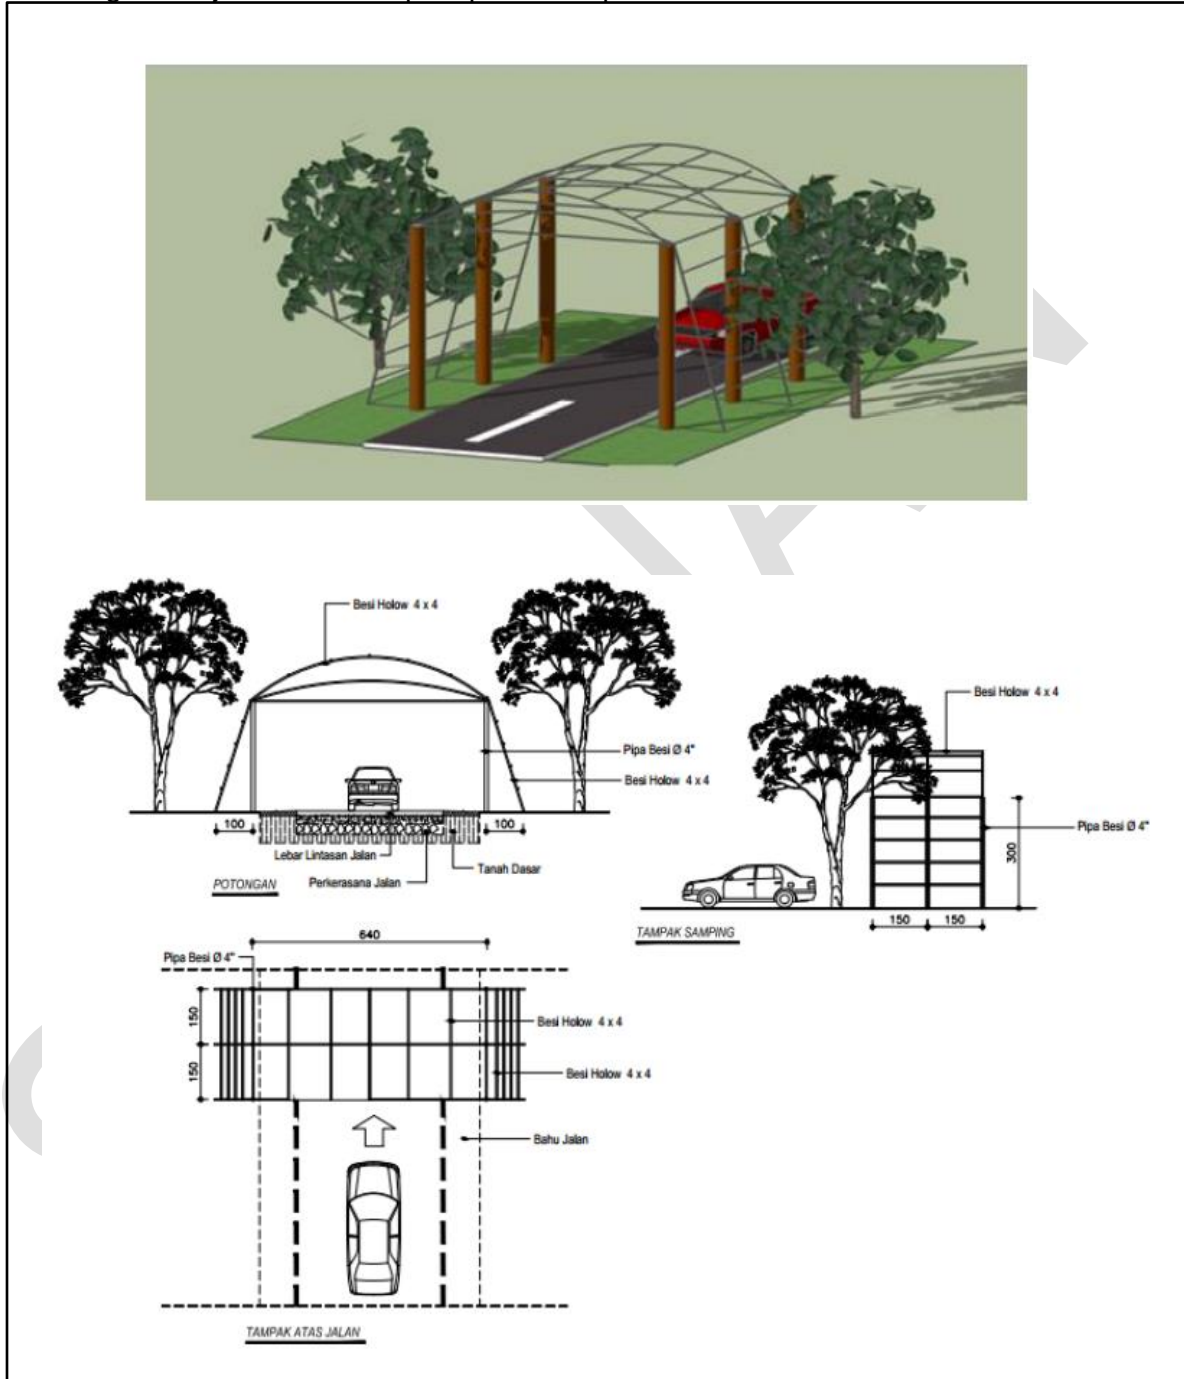 Besi Holow 4 x 4
Pipa Besi Ø 4"
Besi Holow 4 x 4
100
100
Lebar Lintasan Jalan
Tanah Dasar
Perkerasana Jalan
POTONGAN
Besi Holow 4 x 4
Pipa Besi Ø 4"
300
150
150
TAMPAK SAMPING
640
Pipa Besi Ø 4"
150
150
Besi Holow 4 x 4
Besi Holow 4 x 4
Bahu Jalan
TAMPAK ATAS JALAN